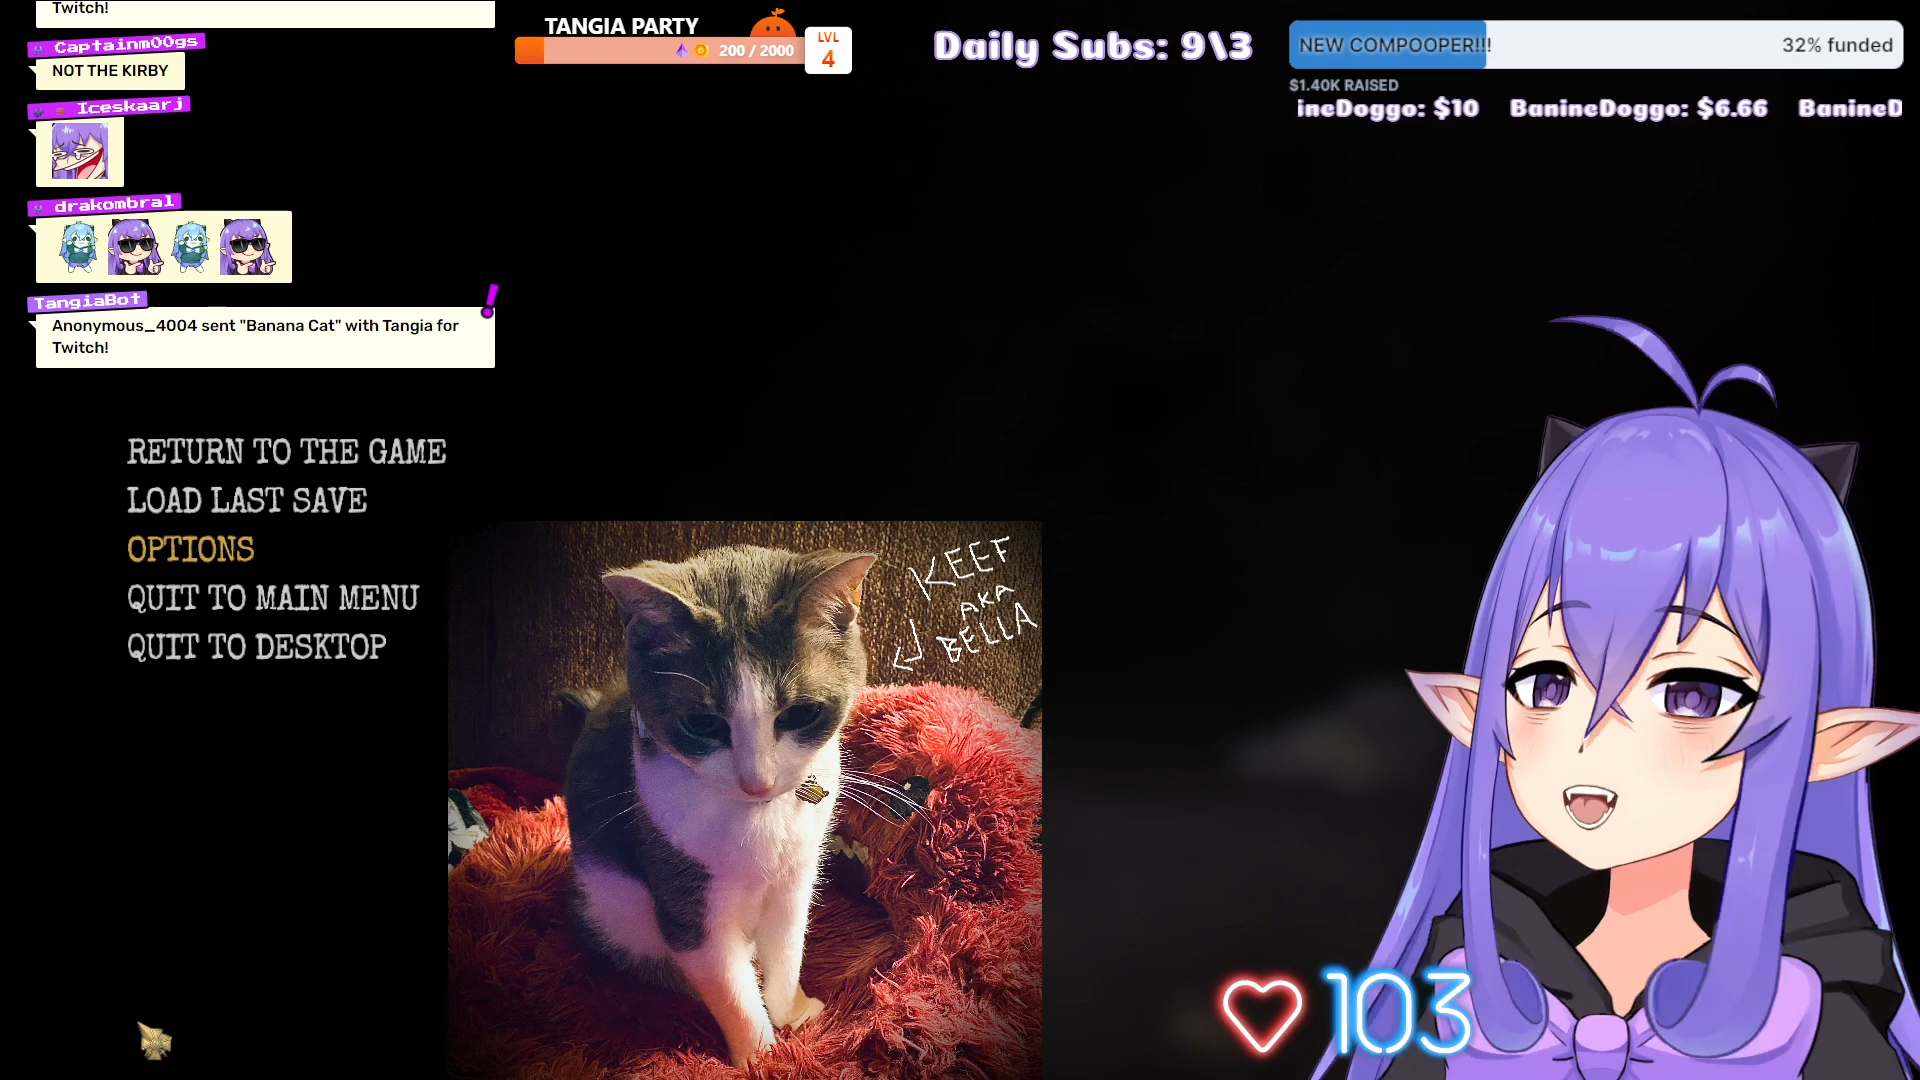 Twitch!
Captainm00gs
NOT THE KIRBY
Iceskaarj
drakombral
TangiaBot
Anonymous_4004 sent "Banana Cat" with Tangia for
Twitch!
TANGIA PARTY
200 / 2000
LVL
4
Daily Subs: 9\3
NEW COMPOOPER!!!
32% funded
$1.40K RAISED
ineDoggo: $10 BanineDoggo: $6.66 BanineD
RETURN TO THE GAME
LOAD LAST SAVE
OPTIONS
QUIT TO MAIN MENU
QUIT TO DESKTOP
KEEF
AKA
BELLA
103